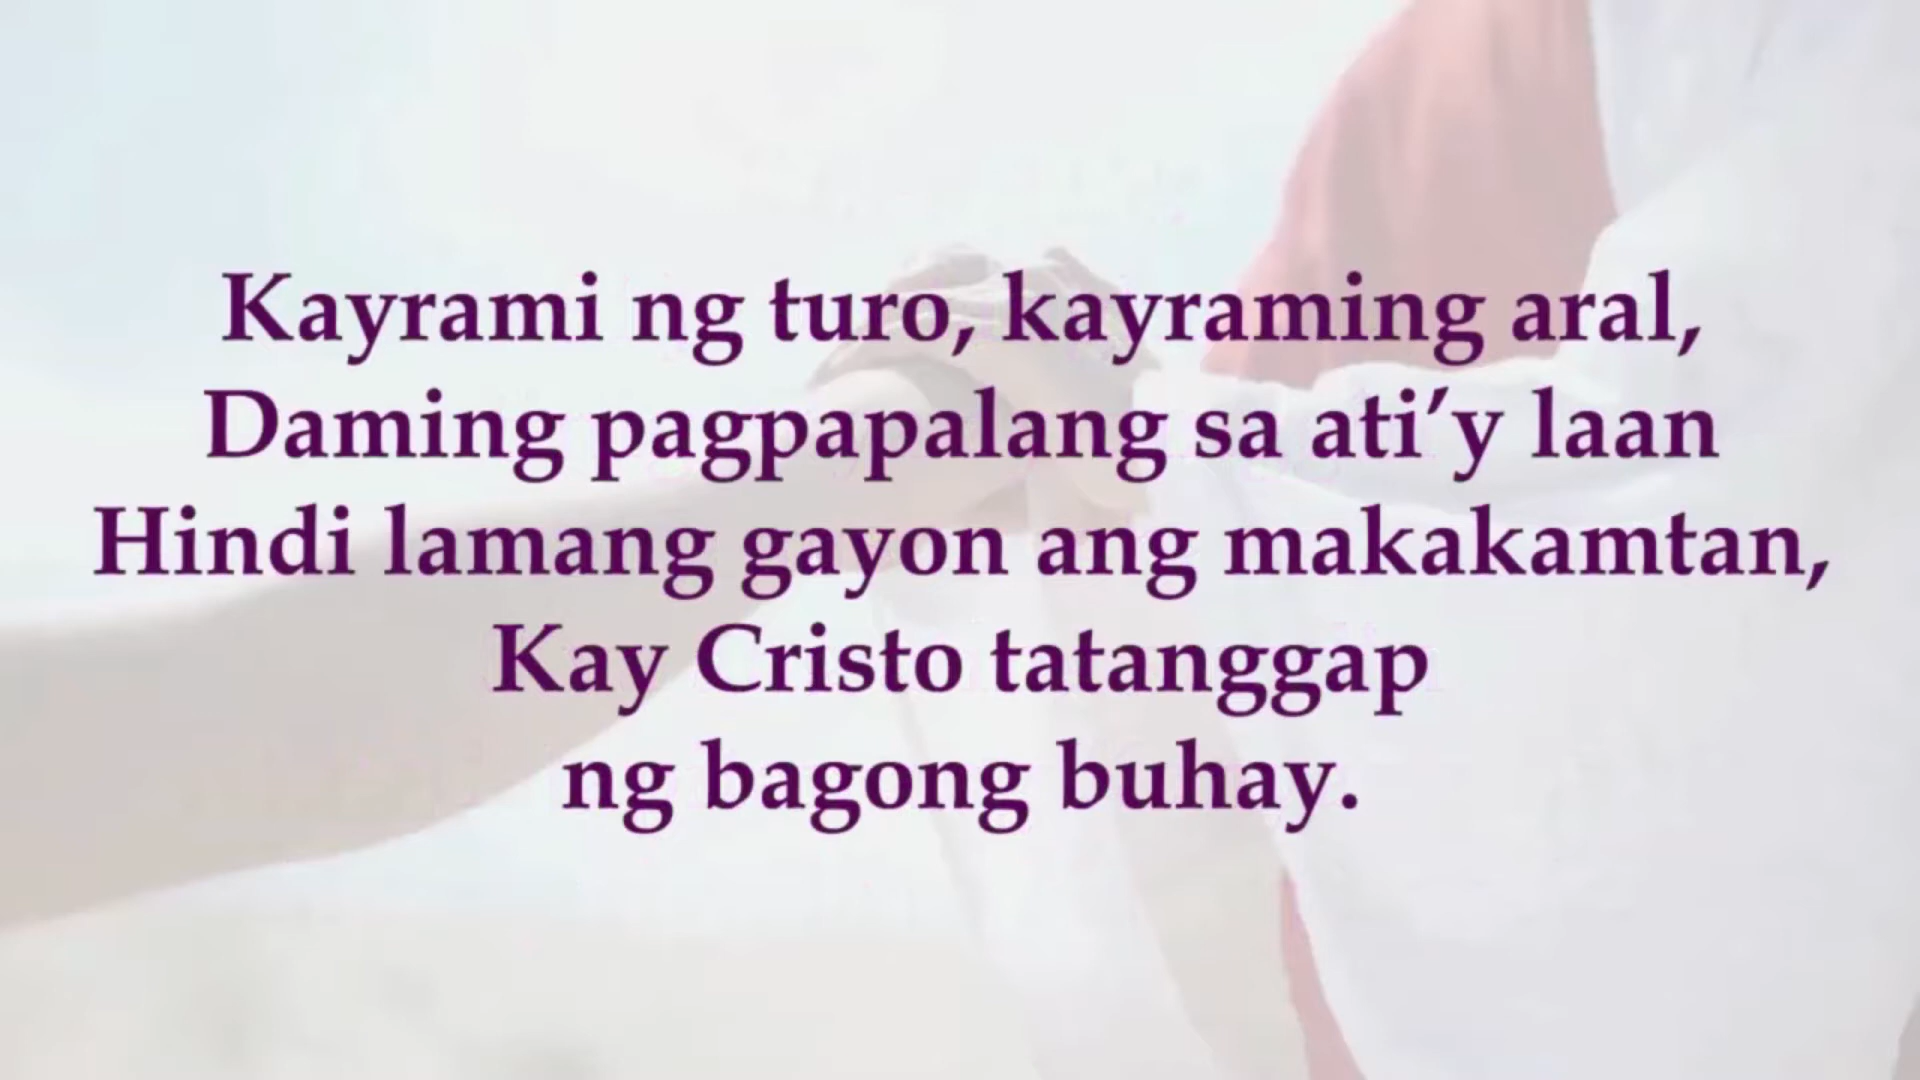 Kayrami ng turo, kayraming aral,
Daming pagpapalang sa ati’y laan
Hindi lamang gayon ang makakamtan,
Kay Cristo tatanggap
ng bagong buhay.